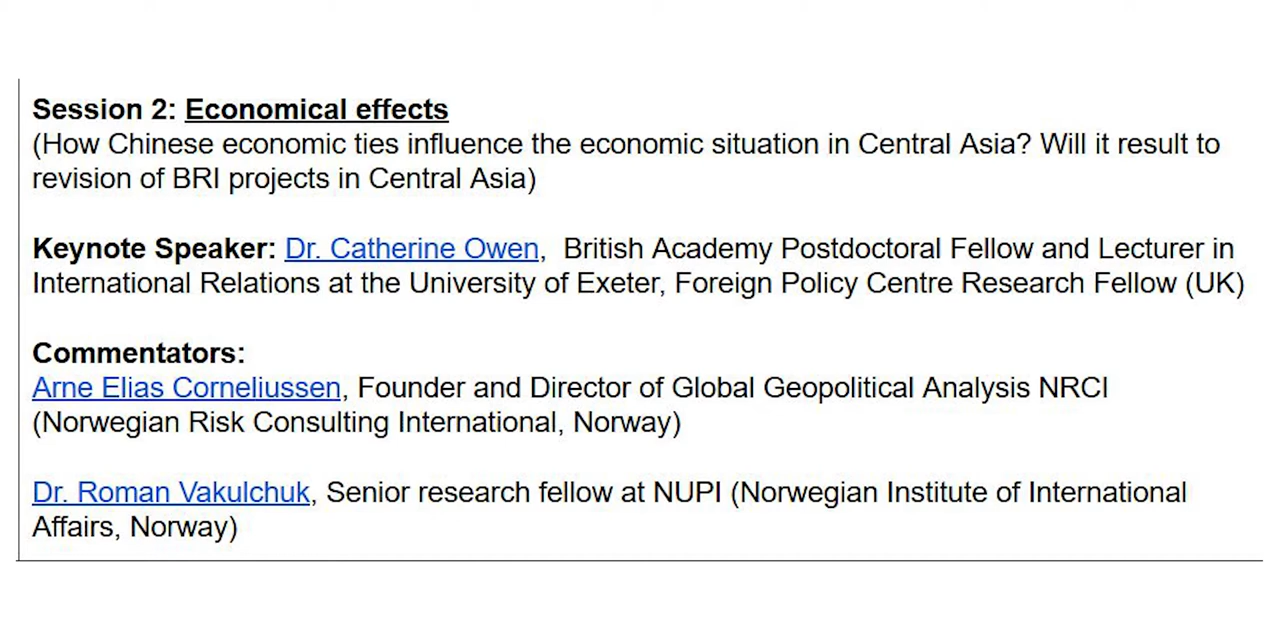 Session 2: Economical effects
(How Chinese economic ties influence the economic situation in Central Asia? Will it result to
revision of BRI projects in Central Asia)
Keynote Speaker: Dr. Catherine Owen,  British Academy Postdoctoral Fellow and Lecturer in
International Relations at the University of Exeter, Foreign Policy Centre Research Fellow (UK)
Commentators:
Arne Elias Corneliussen, Founder and Director of Global Geopolitical Analysis NRCI
(Norwegian Risk Consulting International, Norway)
Dr. Roman Vakulchuk, Senior research fellow at NUPI (Norwegian Institute of International
Affairs, Norway)